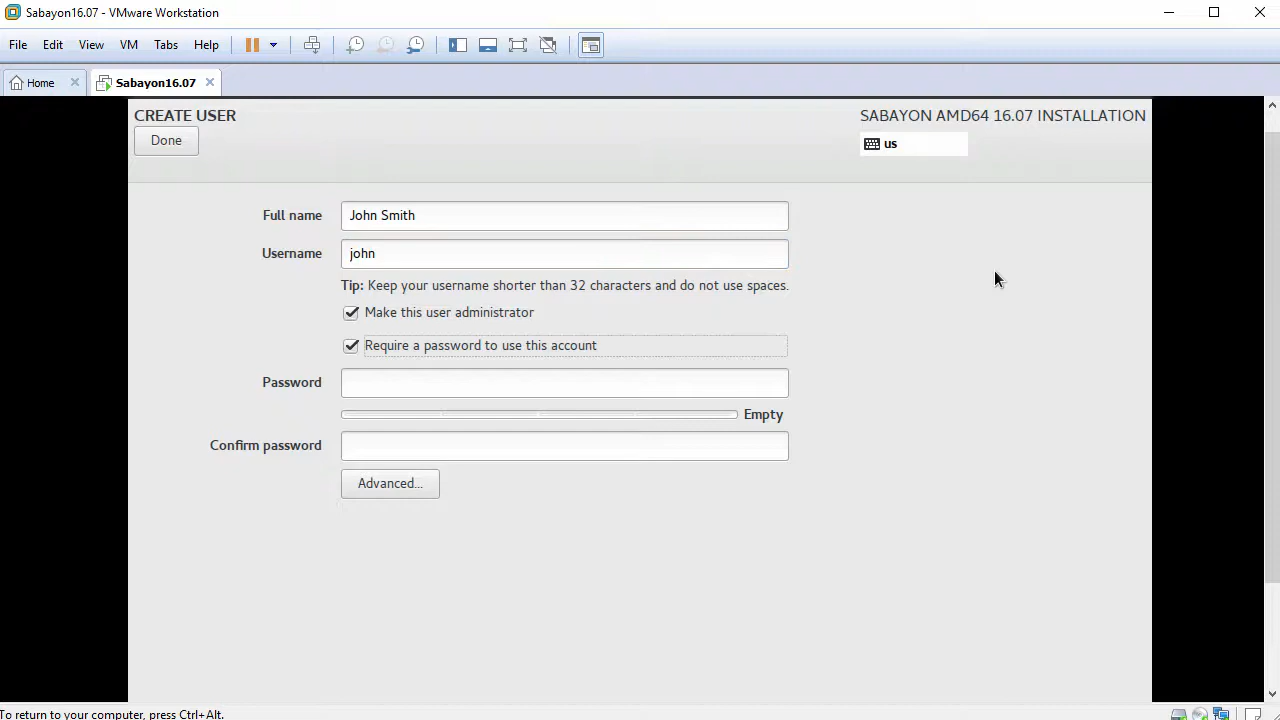 Sabayon16.07 - VMware Workstation
File Edit View VM Tabs Help
Home Sabayon16.07
CREATE USER
SABAYON AMD64 16.07 INSTALLATION
Done
us
Full name John Smith
Username john
Tip: Keep your username shorter than 32 characters and do not use spaces.
Make this user administrator
Require a password to use this account
Password
Empty
Confirm password
Advanced...
To return to your computer, press Ctrl+Alt.